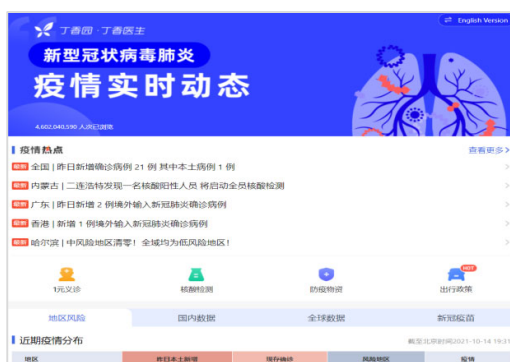 丁香园·丁香医生
English Version
新型冠状病毒肺炎
疫情实时动态
4,602,040,590 人次已浏览
疫情热点
查看更多>
最新 全国 | 昨日新增确诊病例 21 例 其中本土病例 1 例
最新 内蒙古 | 二连浩特发现一名核酸阳性人员 将启动全员核酸检测
最新 广东 | 昨日新增 2 例境外输入新冠肺炎确诊病例
最新 香港 | 新增 1 例境外输入新冠肺炎确诊病例
最新 哈尔滨 | 中风险地区清零！全域均为低风险地区！
HOT
1元义诊 核酸检测 防疫物资 出行政策
地区风险 国内数据 全球数据 新冠疫苗
近期疫情分布
截至北京时间2021-10-14 19:31
地区 昨日本土新增 现存确诊 风险地区 疫情